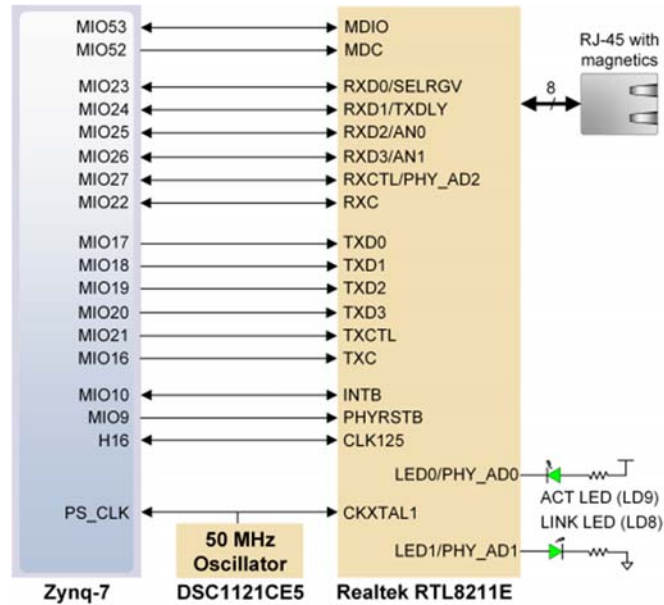 MIO53 MDIO
MIO52 MDC
RJ-45 with
magnetics
MIO23 RXD0/SELRGV
8
MIO24 RXD1/TXDLY
MIO25 RXD2/AN0
MIO26 RXD3/AN1
MIO27 RXCTL/PHY_AD2
MIO22 RXC
MIO17 TXD0
MIO18 TXD1
MIO19 TXD2
MIO20 TXD3
MIO21 TXCTL
MIO16 TXC
MIO10 INTB
MIO9 PHYRSTB
H16 CLK125
LED0/PHY_AD0
ACT LED (LD9)
PS_CLK CKXTAL1
LINK LED (LD8)
50 MHz
Oscillator
LED1/PHY_AD1
Zynq-7 DSC1121CE5 Realtek RTL8211E